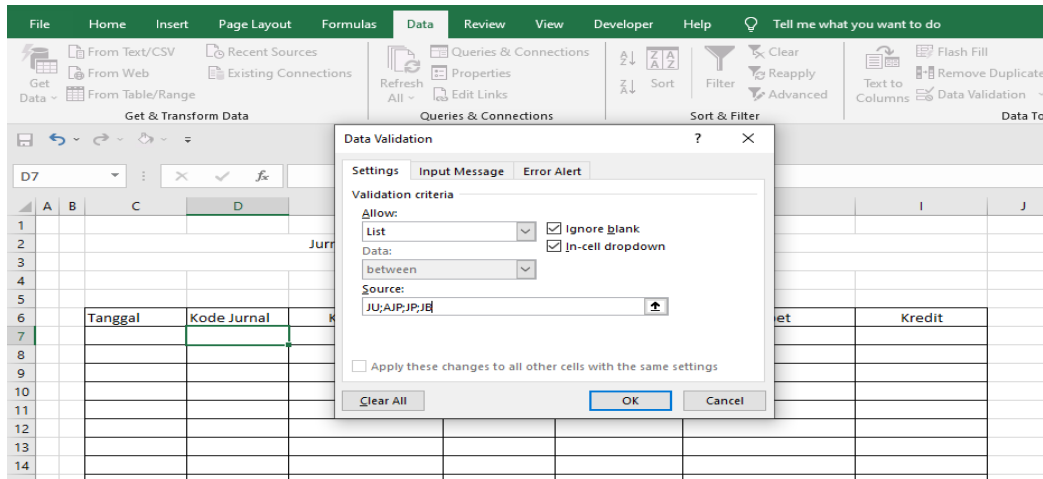 File Home Insert Page Layout Formulas Data Review View Developer Help Tell me what you want to do
From Text/CSV Recent Sources Queries & Connections Clear Flash Fill
From Web Existing Connections Properties Reapply Remove Duplicate
From Table/Range Edit Links Advanced Data Validation
Get Data
Refresh All
Sort
Filter
Text to Columns
Get & Transform Data Queries & Connections Sort & Filter Data To
Data Validation ? ×
D7 fx
Settings Input Message Error Alert
Validation criteria
Allow:
List
Ignore blank
Data:
In-cell dropdown
between
Source:
JU;AJP;JP;JB
Apply these changes to all other cells with the same settings
Clear All OK Cancel
A B C D I J
1
2 Jurr
3
4
5
6 Tanggal Kode Jurnal K et Kredit
7
8
9
10
11
12
13
14